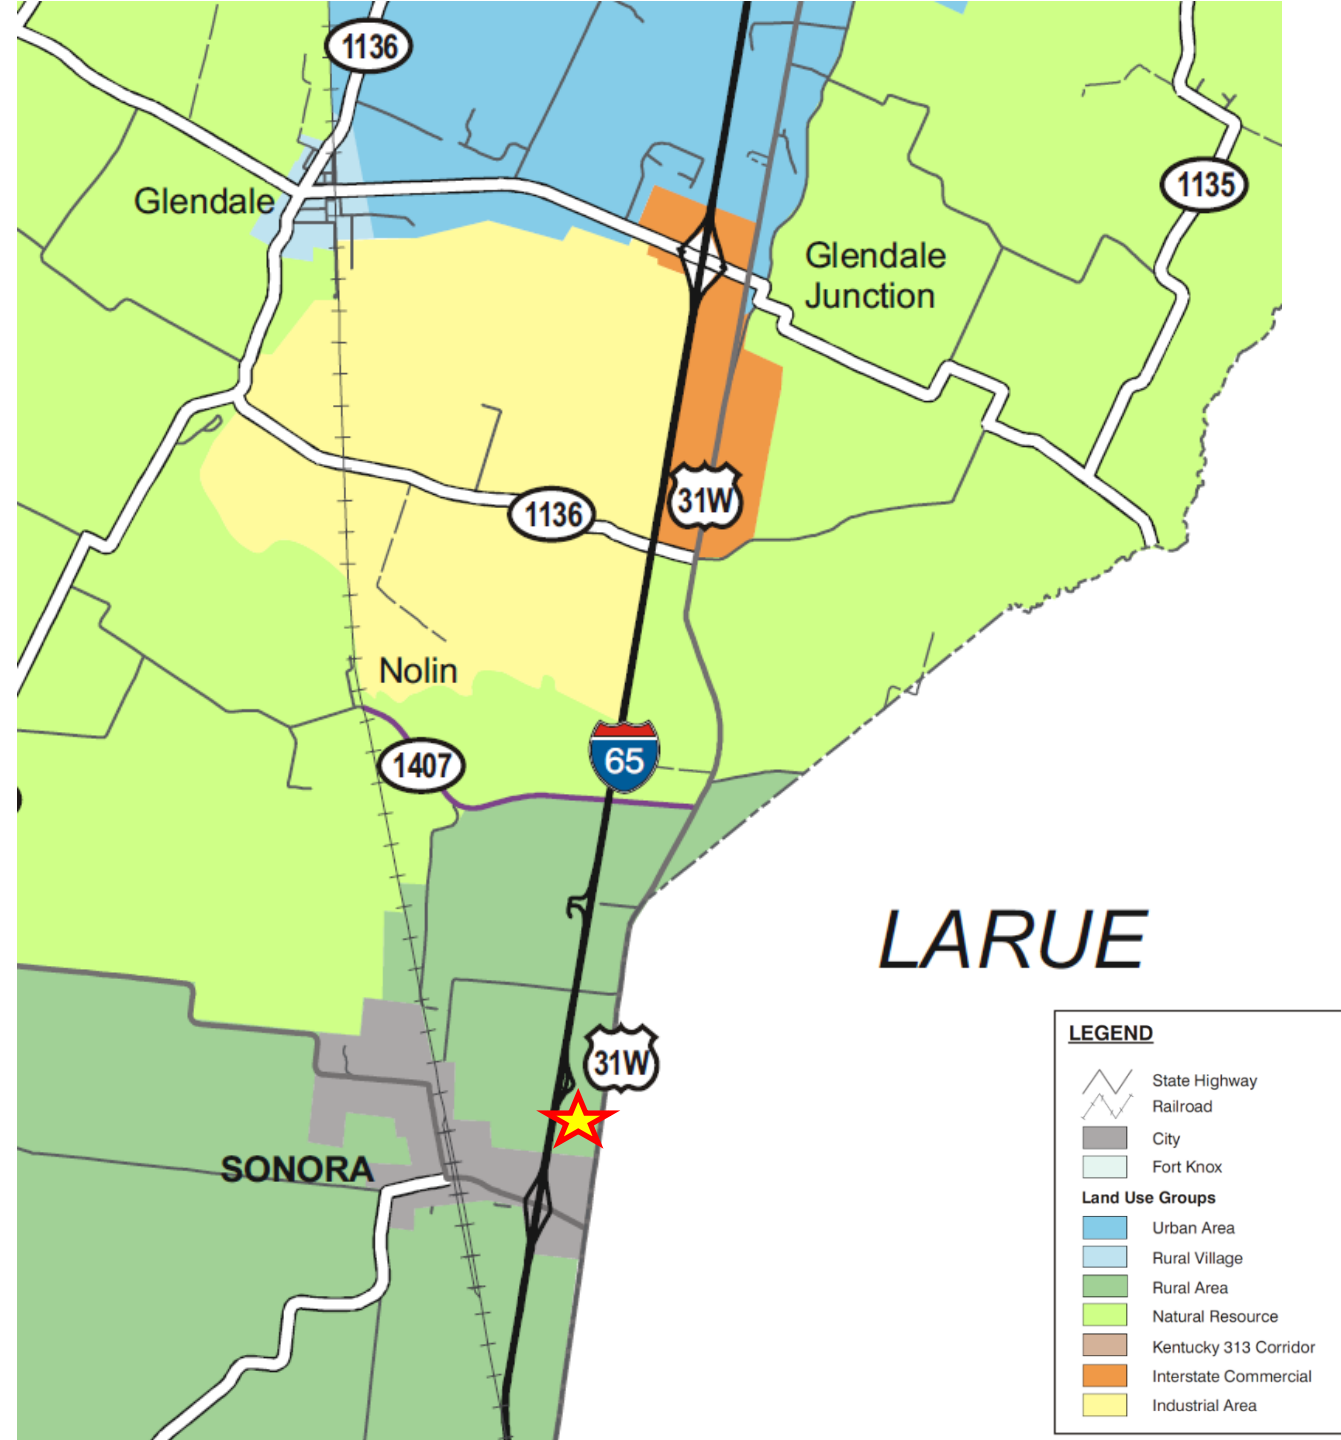 1136
1135
Glendale
Glendale
Junction
31W
1136
Nolin
65
1407
LARUE
31W
SONORA
LEGEND
State Highway
Railroad
City
Fort Knox
Land Use Groups
Urban Area
Rural Village
Rural Area
Natural Resource
Kentucky 313 Corridor
Interstate Commercial
Industrial Area